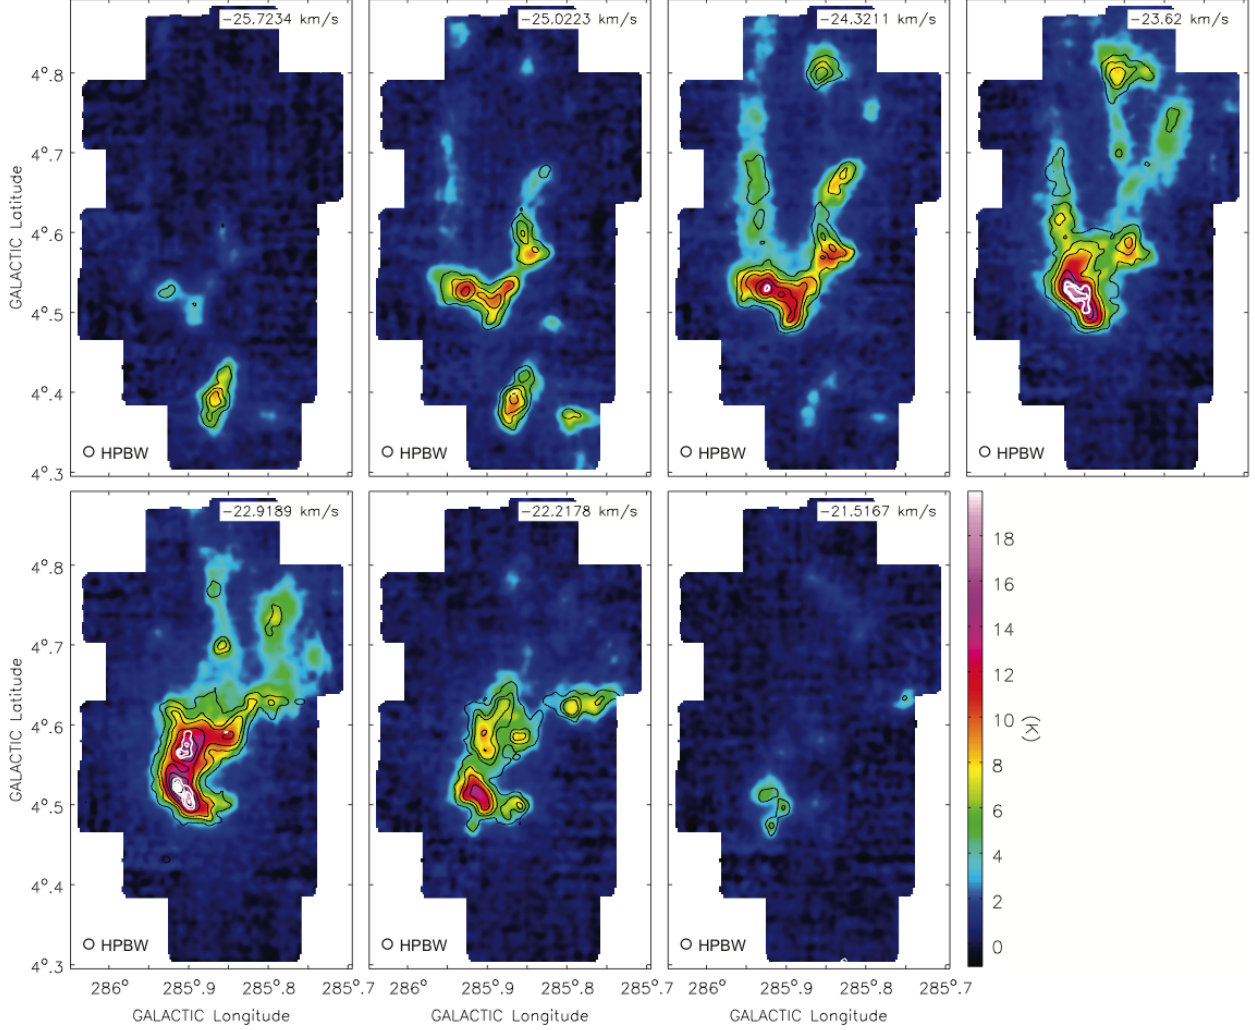 −25.7234 km/s
−25.0223 km/s
−24.3211 km/s
−23.62 km/s
GALACTIC Latitude
4°.8
4°.7
4°.6
4°.5
4°.4
4°.3
HPBW
HPBW
HPBW
HPBW
−22.9189 km/s
−22.2178 km/s
−21.5167 km/s
GALACTIC Latitude
4°.8
4°.7
4°.6
4°.5
4°.4
4°.3
HPBW
HPBW
HPBW
18
16
14
12
10
8
6
4
2
0
(K)
286° 285°.9 285°.8 285°.7
286° 285°.9 285°.8 285°.7
286° 285°.9 285°.8 285°.7
GALACTIC Longitude
GALACTIC Longitude
GALACTIC Longitude